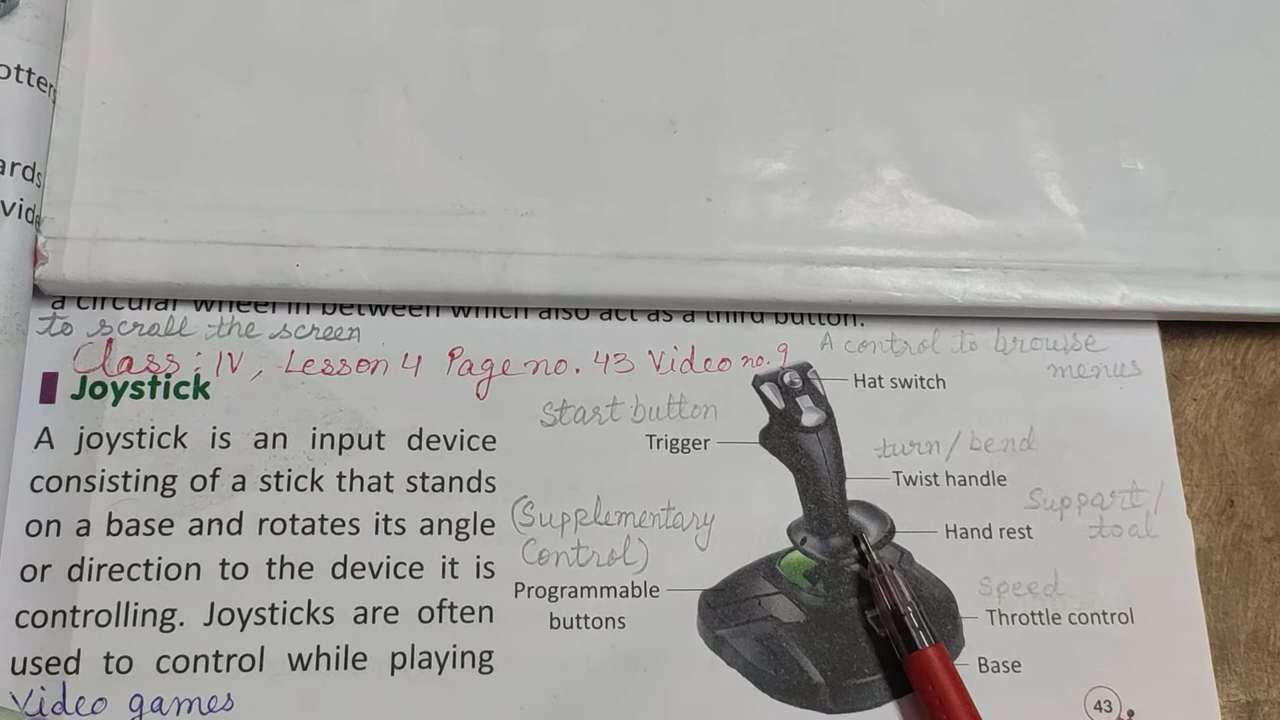 a circular wheel in between which also act as a third button.
to scroll the screen
Class: IV, Lesson 4 Page no. 43 Video no. 9
Joystick
A joystick is an input device
consisting of a stick that stands
on a base and rotates its angle
or direction to the device it is
controlling. Joysticks are often
used to control while playing
Video games
A control to browse
menus
Hat switch
Start button
Trigger
turn/bend
Twist handle
Support/
toal
Hand rest
(Supplementary
Control)
Programmable
buttons
speed
Throttle control
Base
43
otter
ards
vide